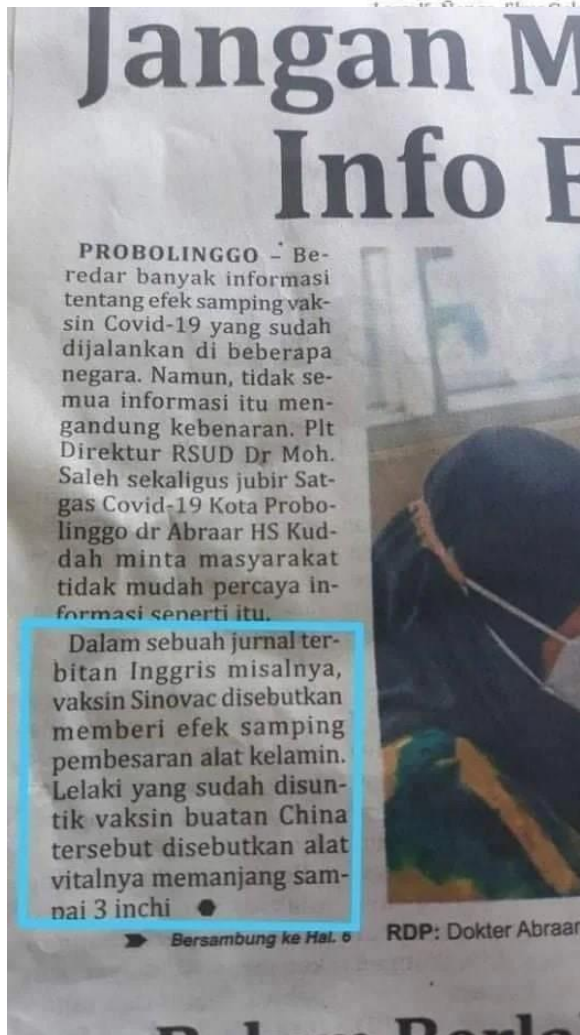 Jangan M
Info
PROBOLINGGO – Be-
redar banyak informasi
tentang efek samping vak-
sin Covid-19 yang sudah
dijalankan di beberapa
negara. Namun, tidak se-
mua informasi itu men-
gandung kebenaran. Plt
Direktur RSUD Dr Moh.
Saleh sekaligus jubir Sat-
gas Covid-19 Kota Probo-
linggo dr Abraar HS Kud-
dah minta masyarakat
tidak mudah percaya in-
formasi seperti itu.
Dalam sebuah jurnal ter-
bitan Inggris misalnya,
vaksin Sinovac disebutkan
memberi efek samping
pembesaran alat kelamin.
Lelaki yang sudah disun-
tik vaksin buatan China
tersebut disebutkan alat
vitalnya memanjang sam-
pai 3 inchi
Bersambung ke Hal. 6
RDP: Dokter Abraar